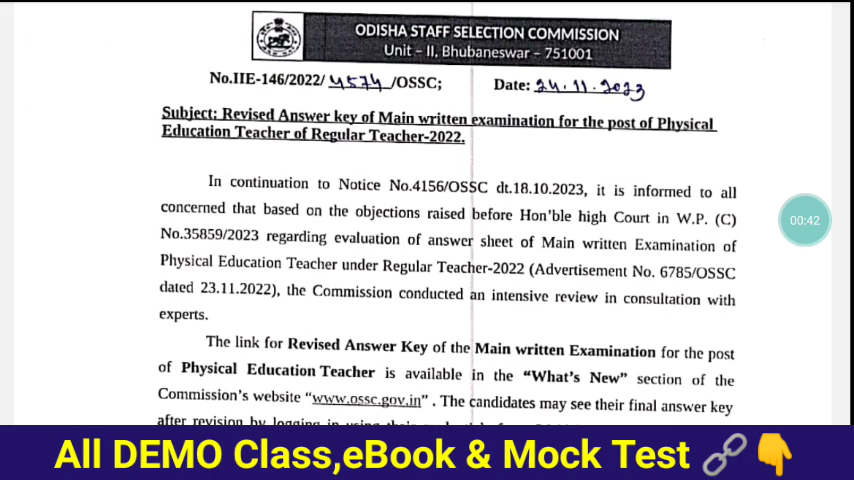 ODISHA STAFF SELECTION COMMISSION
Unit – II, Bhubaneswar – 751001
No.IIE-146/2022/ 4574 /OSSC; Date: 24.11.2023
Subject: Revised Answer key of Main written examination for the post of Physical
Education Teacher of Regular Teacher-2022.
In continuation to Notice No.4156/OSSC dt.18.10.2023, it is informed to all
concerned that based on the objections raised before Hon'ble high Court in W.P. (C)
No.35859/2023 regarding evaluation of answer sheet of Main written Examination of
Physical Education Teacher under Regular Teacher-2022 (Advertisement No. 6785/OSSC
dated 23.11.2022), the Commission conducted an intensive review in consultation with
experts.
00:42
The link for Revised Answer Key of the Main written Examination for the post
of Physical Education Teacher is available in the "What's New" section of the
Commission's website "www.ossc.gov.in" . The candidates may see their final answer key
after revision by logging in using their
All DEMO Class,eBook & Mock Test 🔗👇